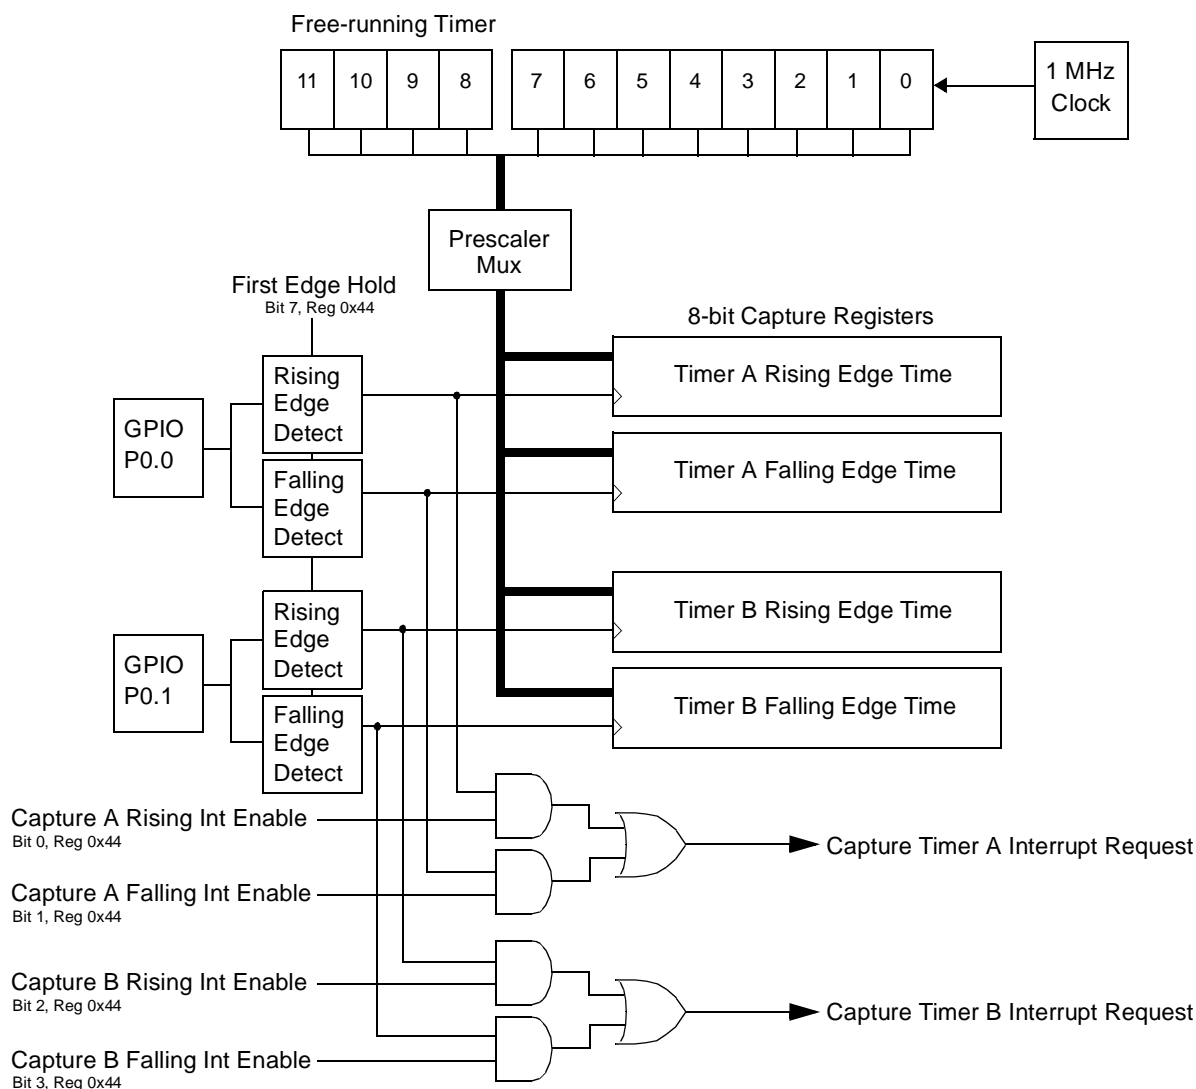 Free-running Timer
11 10 9 8 7 6 5 4 3 2 1 0
1 MHz
Clock
Prescaler
Mux
First Edge Hold
Bit 7, Reg 0x44
8-bit Capture Registers
Rising
Edge
Detect
Timer A Rising Edge Time
GPIO
P0.0
Falling
Edge
Detect
Timer A Falling Edge Time
Rising
Edge
Detect
Timer B Rising Edge Time
GPIO
P0.1
Falling
Edge
Detect
Timer B Falling Edge Time
Capture A Rising Int Enable
Bit 0, Reg 0x44
Capture Timer A Interrupt Request
Capture A Falling Int Enable
Bit 1, Reg 0x44
Capture B Rising Int Enable
Bit 2, Reg 0x44
Capture Timer B Interrupt Request
Capture B Falling Int Enable
Bit 3, Reg 0x44